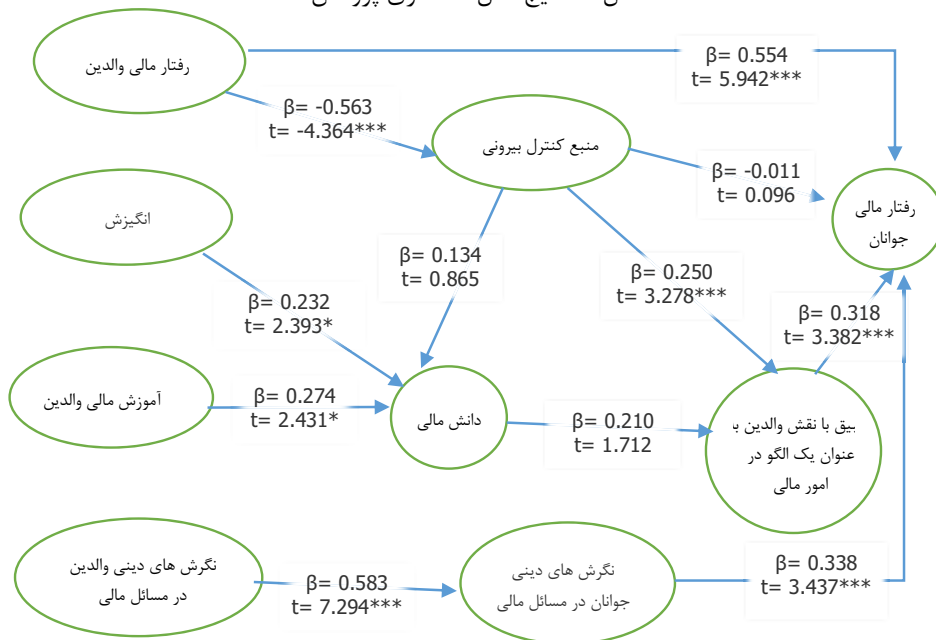 رفتار مالی والدین
β= 0.554
t= 5.942***
β= -0.563
t= -4.364***
منبع کنترل بیرونی
β= -0.011
t= 0.096
رفتار مالی
جوانان
انگیزش
β= 0.134
t= 0.865
β= 0.250
t= 3.278***
β= 0.232
t= 2.393*
β= 0.318
t= 3.382***
آموزش مالی والدین
β= 0.274
t= 2.431*
دانش مالی
β= 0.210
t= 1.712
با نقش والدین
عنوان یک الگو در
امور مالی
نگرش های دینی والدین
در مسائل مالی
β= 0.583
t= 7.294***
نگرش های دینی
جوانان در مسائل مالی
β= 0.338
t= 3.437***